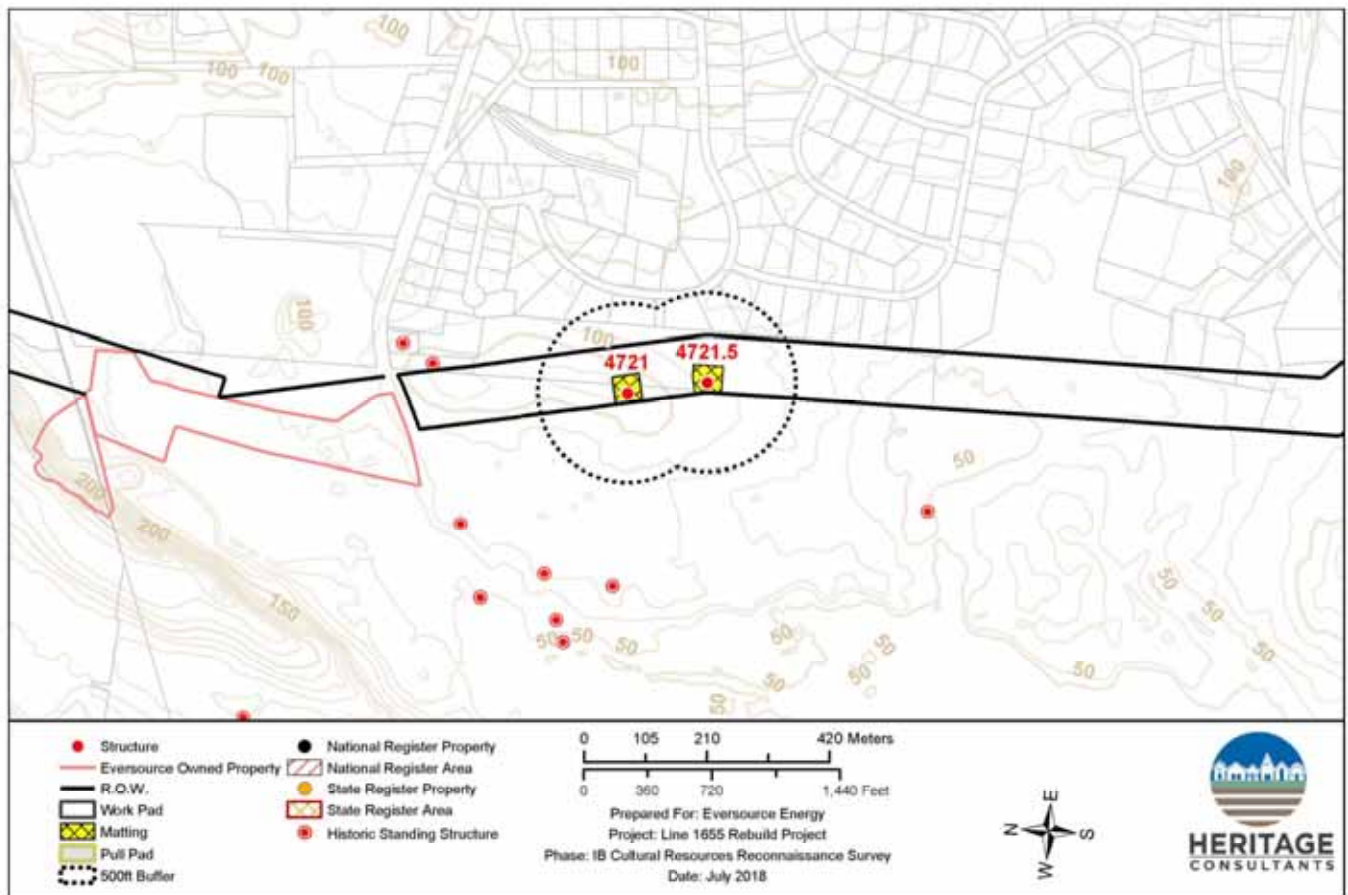 100
100
100
100
100
100
4721
4721.5
50
200
200
150
50
50
50
50
50
50
50
50
50
50
Structure
Eversource Owned Property
R.O.W.
Work Pad
Matting
Pull Pad
500ft Buffer
National Register Property
National Register Area
State Register Property
State Register Area
Historic Standing Structure
0 105 210 420 Meters
0 360 720 1,440 Feet
Prepared For: Eversource Energy
Project: Line 1655 Rebuild Project
Phase: IB Cultural Resources Reconnaissance Survey
Date: July 2018
E
N S
W
HERITAGE
CONSULTANTS